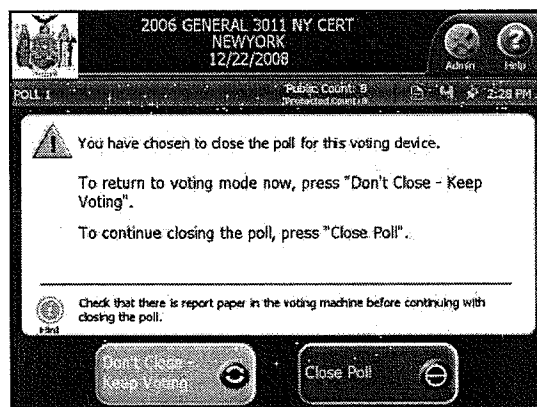 2006 GENERAL 3011 NY CERT
NEWYORK
12/22/2008
Admin
Help
POLL 1
Public Count: 8
Protected Count: 8
2:28 PM
You have chosen to close the poll for this voting device.
To return to voting mode now, press "Don't Close - Keep
Voting".
To continue closing the poll, press "Close Poll".
Check that there is report paper in the voting machine before continuing with
closing the poll.
Hint
Don't Close -
Keep Voting
Close Poll